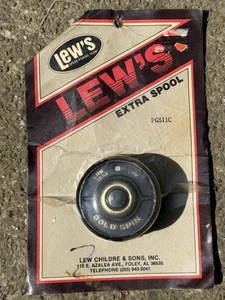 Lew's
LEW'S
EXTRA SPOOL
GS11C
GOLD SPIN
LEW CHILDRE & SONS, INC.
110 E. AZALEA AVE., FOLEY, AL 36535
TELEPHONE (205) 943-5041